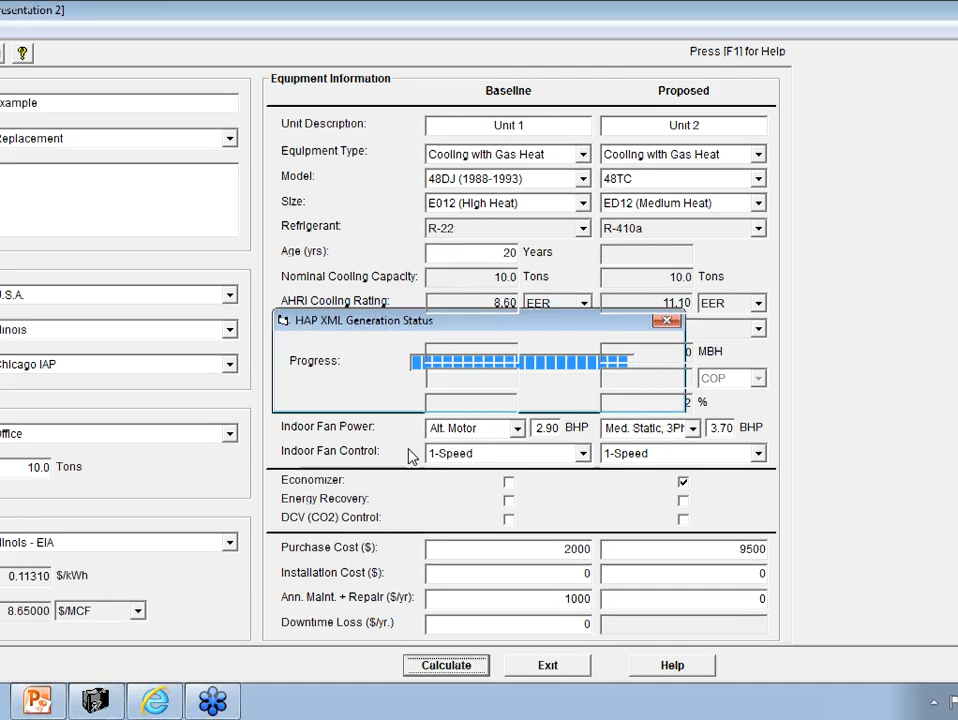 esentation 2]
?
Press [F1] for Help
xample
eplacement
.S.A.
linois
hicago IAP
ffice
10.0 Tons
linois - EIA
0.11310 $/kWh
8.65000 $/MCF
Equipment Information
Baseline Proposed
Unit Description: Unit 1 Unit 2
Equipment Type: Cooling with Gas Heat Cooling with Gas Heat
Model: 48DJ (1988-1993) 48TC
Size: E012 (High Heat) ED12 (Medium Heat)
Refrigerant: R-22 R-410a
Age (yrs): 20 Years
Nominal Cooling Capacity: 10.0 Tons 10.0 Tons
AHRI Cooling Rating: 8.60 EER 11.10 EER
HAP XML Generation Status
Progress:
0 MBH
COP
2 %
Indoor Fan Power: Alt. Motor 2.90 BHP Med. Static, 3Ph 3.70 BHP
Indoor Fan Control: 1-Speed 1-Speed
Economizer:
Energy Recovery:
DCV (CO2) Control:
Purchase Cost ($): 2000 9500
Installation Cost ($): 0 0
Ann. Maint. + Repair ($/yr): 1000 0
Downtime Loss ($/yr.) 0
Calculate Exit Help